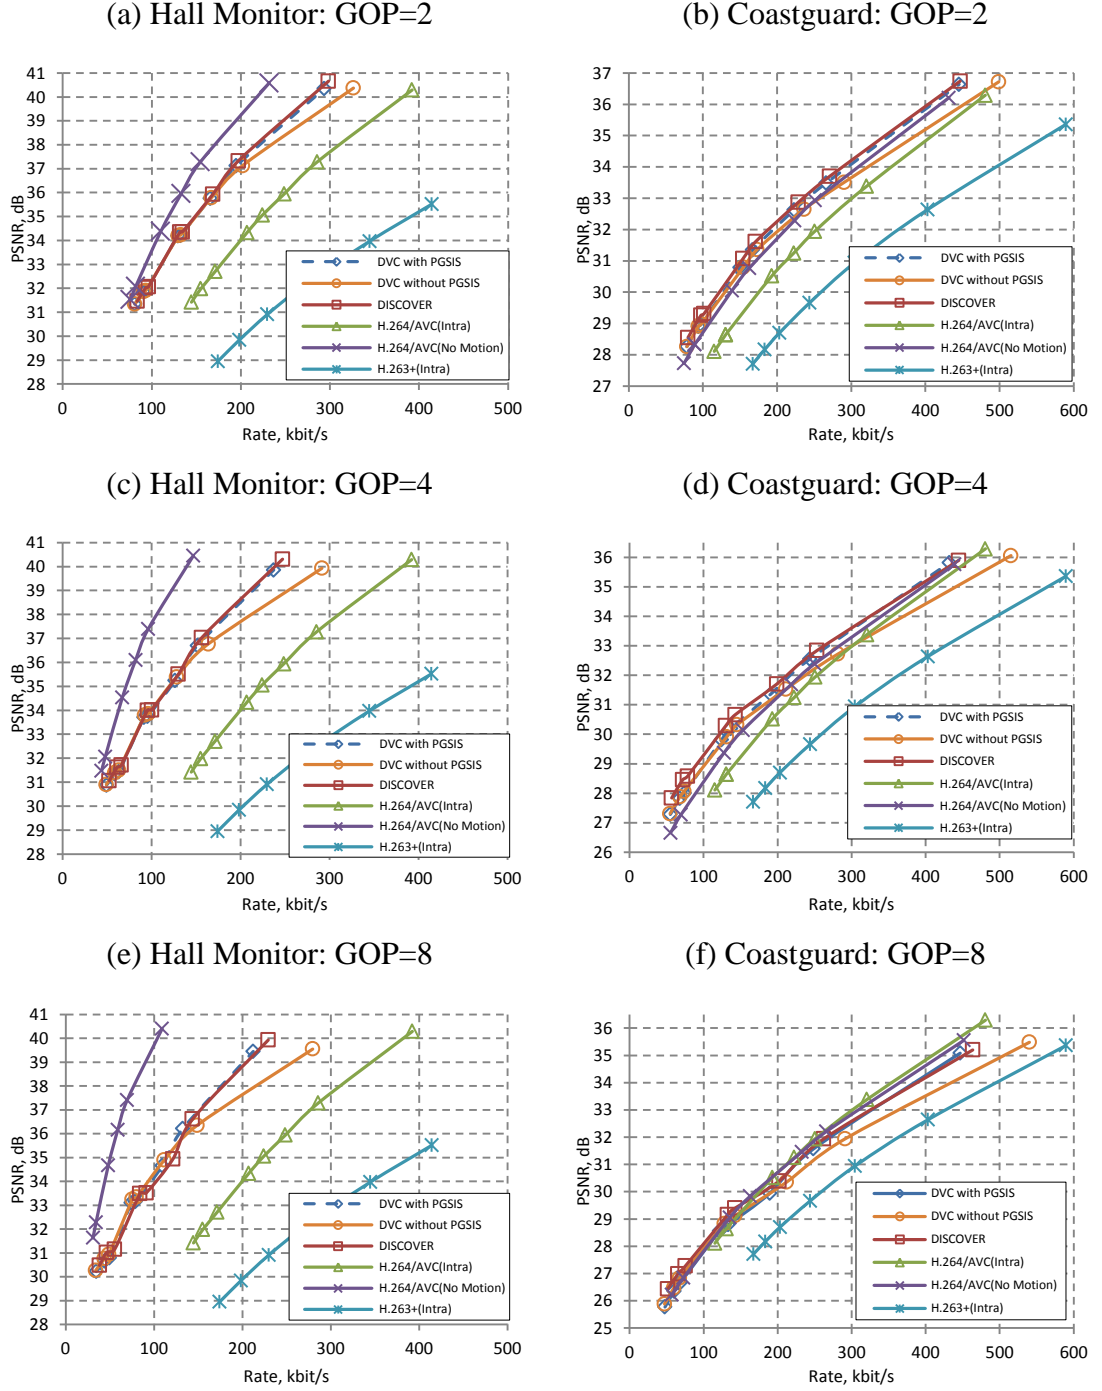 (a) Hall Monitor: GOP=2
41
40
39
38
37
36
35
34
33
32
31
30
29
28
PSNR, dB
0 100 200 300 400 500
Rate, kbit/s
DVC with PGSIS
DVC without PGSIS
DISCOVER
H.264/AVC(Intra)
H.264/AVC(No Motion)
H.263+(Intra)
(b) Coastguard: GOP=2
37
36
35
34
33
32
31
30
29
28
27
PSNR, dB
0 100 200 300 400 500 600
Rate, kbit/s
DVC with PGSIS
DVC without PGSIS
DISCOVER
H.264/AVC(Intra)
H.264/AVC(No Motion)
H.263+(Intra)
(c) Hall Monitor: GOP=4
41
40
39
38
37
36
35
34
33
32
31
30
29
28
PSNR, dB
0 100 200 300 400 500
Rate, kbit/s
DVC with PGSIS
DVC without PGSIS
DISCOVER
H.264/AVC(Intra)
H.264/AVC(No Motion)
H.263+(Intra)
(d) Coastguard: GOP=4
36
35
34
33
32
31
30
29
28
27
26
PSNR, dB
0 100 200 300 400 500 600
Rate, kbit/s
DVC with PGSIS
DVC without PGSIS
DISCOVER
H.264/AVC(Intra)
H.264/AVC(No Motion)
H.263+(Intra)
(e) Hall Monitor: GOP=8
41
40
39
38
37
36
35
34
33
32
31
30
29
28
PSNR, dB
0 100 200 300 400 500
Rate, kbit/s
DVC with PGSIS
DVC without PGSIS
DISCOVER
H.264/AVC(Intra)
H.264/AVC(No Motion)
H.263+(Intra)
(f) Coastguard: GOP=8
36
35
34
33
32
31
30
29
28
27
26
25
PSNR, dB
0 100 200 300 400 500 600
Rate, kbit/s
DVC with PGSIS
DVC without PGSIS
DISCOVER
H.264/AVC(Intra)
H.264/AVC(No Motion)
H.263+(Intra)